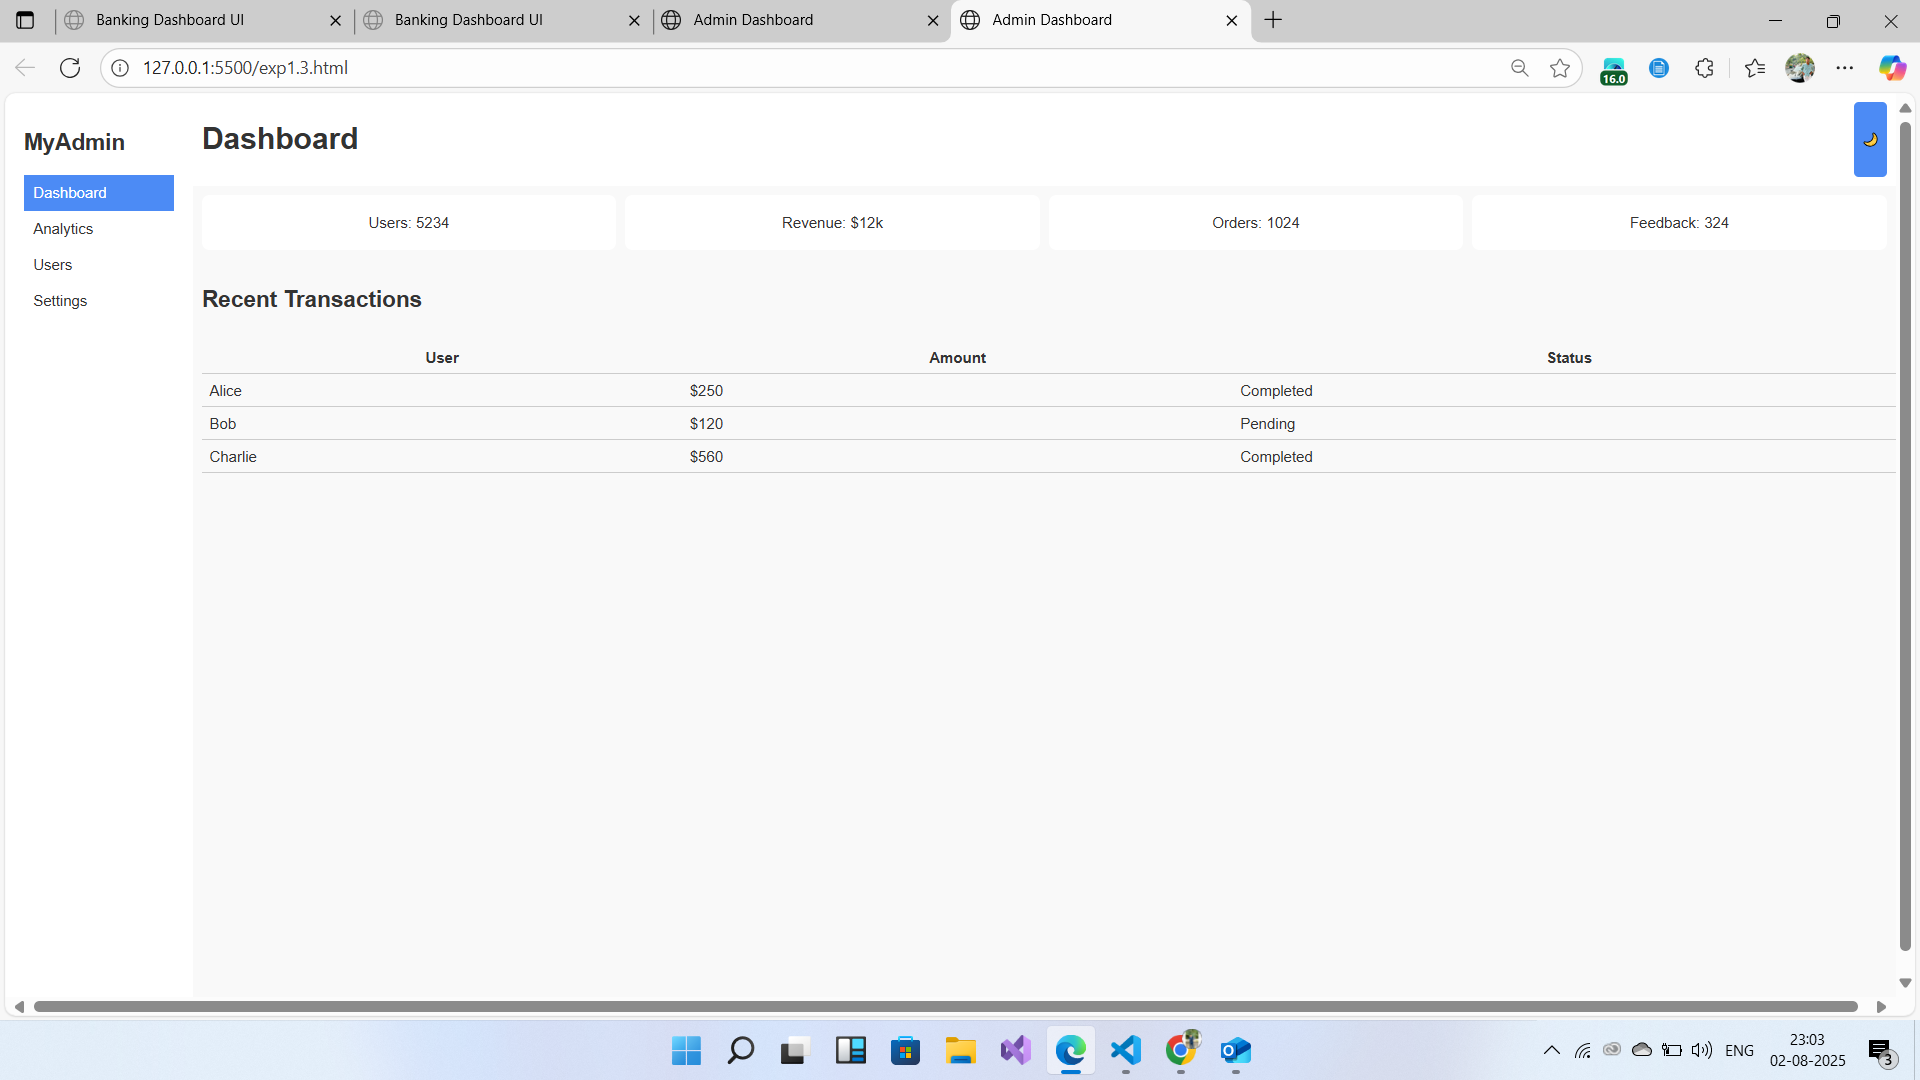 Banking Dashboard UI
Banking Dashboard UI
Admin Dashboard
Admin Dashboard
127.0.0.1:5500/exp1.3.html
16.0
MyAdmin
Dashboard
Analytics
Users
Settings
Dashboard
Users: 5234
Revenue: $12k
Orders: 1024
Feedback: 324
Recent Transactions
User Amount Status
Alice $250 Completed
Bob $120 Pending
Charlie $560 Completed
ENG
23:03
02-08-2025
3